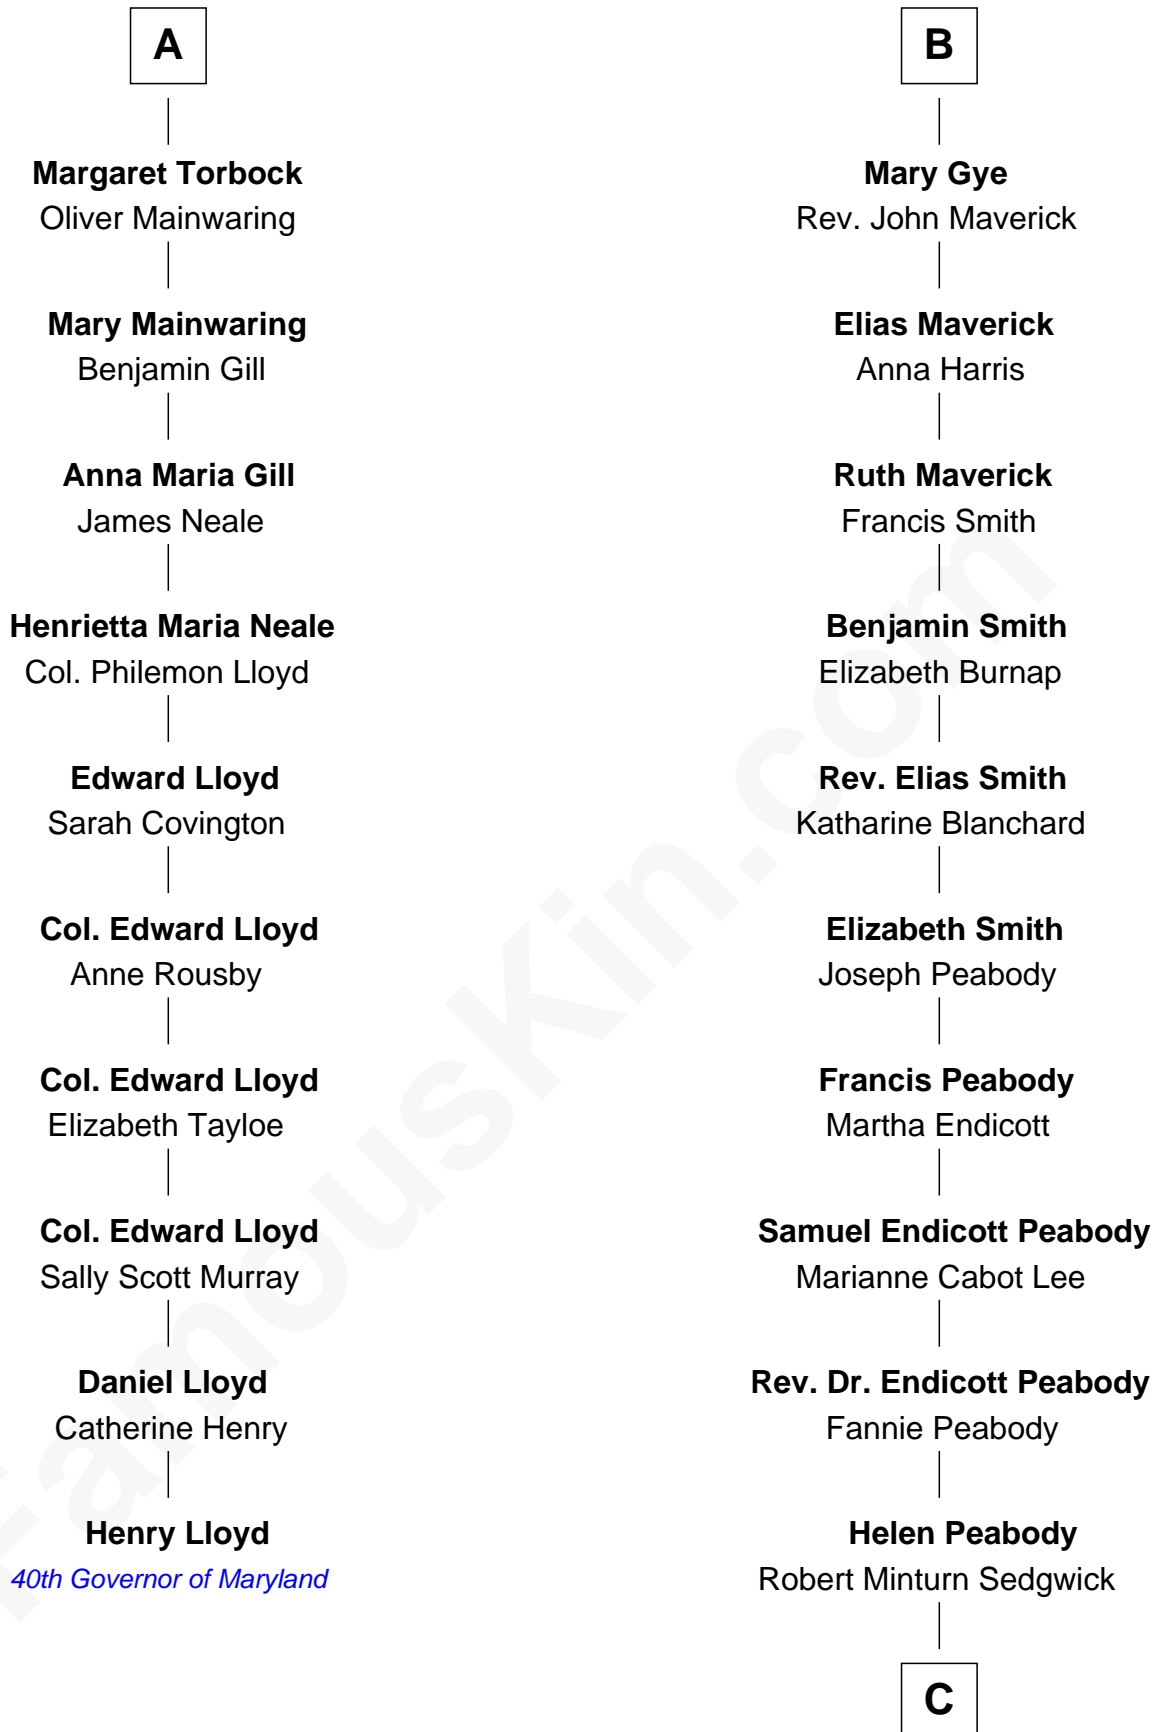 A
Margaret Torbock
Oliver Mainwaring
Mary Mainwaring
Benjamin Gill
Anna Maria Gill
James Neale
Henrietta Maria Neale
Col. Philemon Lloyd
Edward Lloyd
Sarah Covington
Col. Edward Lloyd
Anne Rousby
Col. Edward Lloyd
Elizabeth Tayloe
Col. Edward Lloyd
Sally Scott Murray
Daniel Lloyd
Catherine Henry
Henry Lloyd
40th Governor of Maryland
B
Mary Gye
Rev. John Maverick
Elias Maverick
Anna Harris
Ruth Maverick
Francis Smith
Benjamin Smith
Elizabeth Burnap
Rev. Elias Smith
Katharine Blanchard
Elizabeth Smith
Joseph Peabody
Francis Peabody
Martha Endicott
Samuel Endicott Peabody
Marianne Cabot Lee
Rev. Dr. Endicott Peabody
Fannie Peabody
Helen Peabody
Robert Minturn Sedgwick
C
FamousKin.com